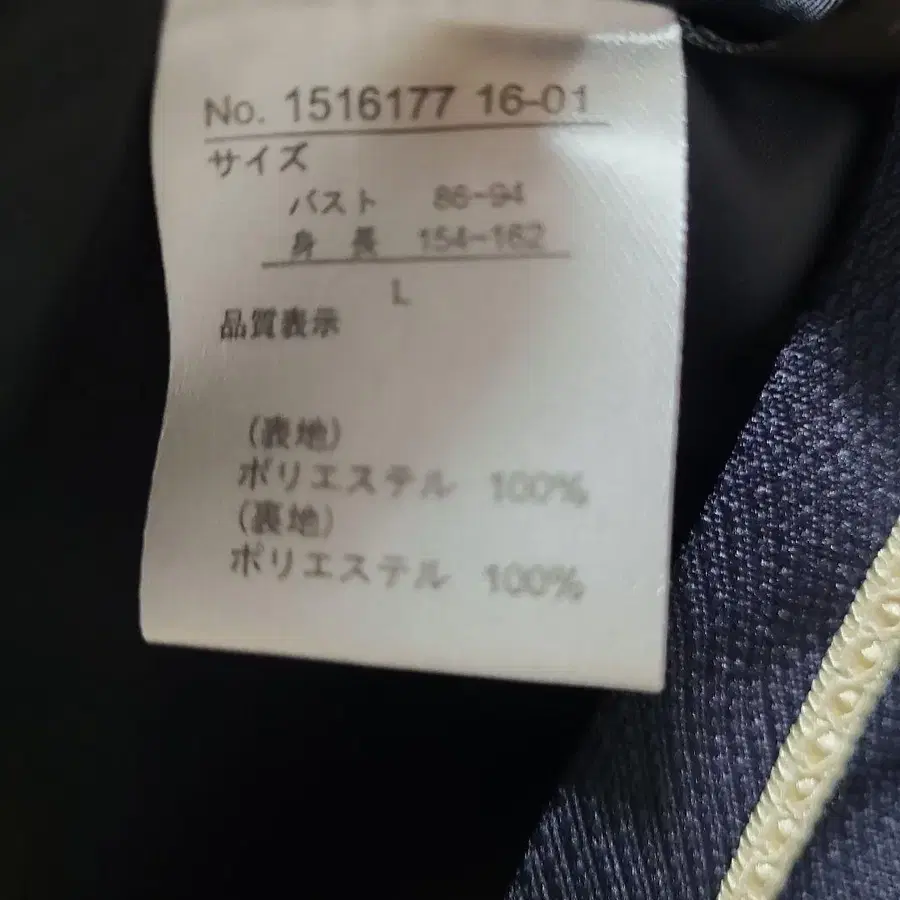 No. 1516177 16-01
サイズ
バスト 86-94
身 長 154-162
L
品質表示
(表地)
ポリエステル 100%
(裏地)
ポリエステル 100%